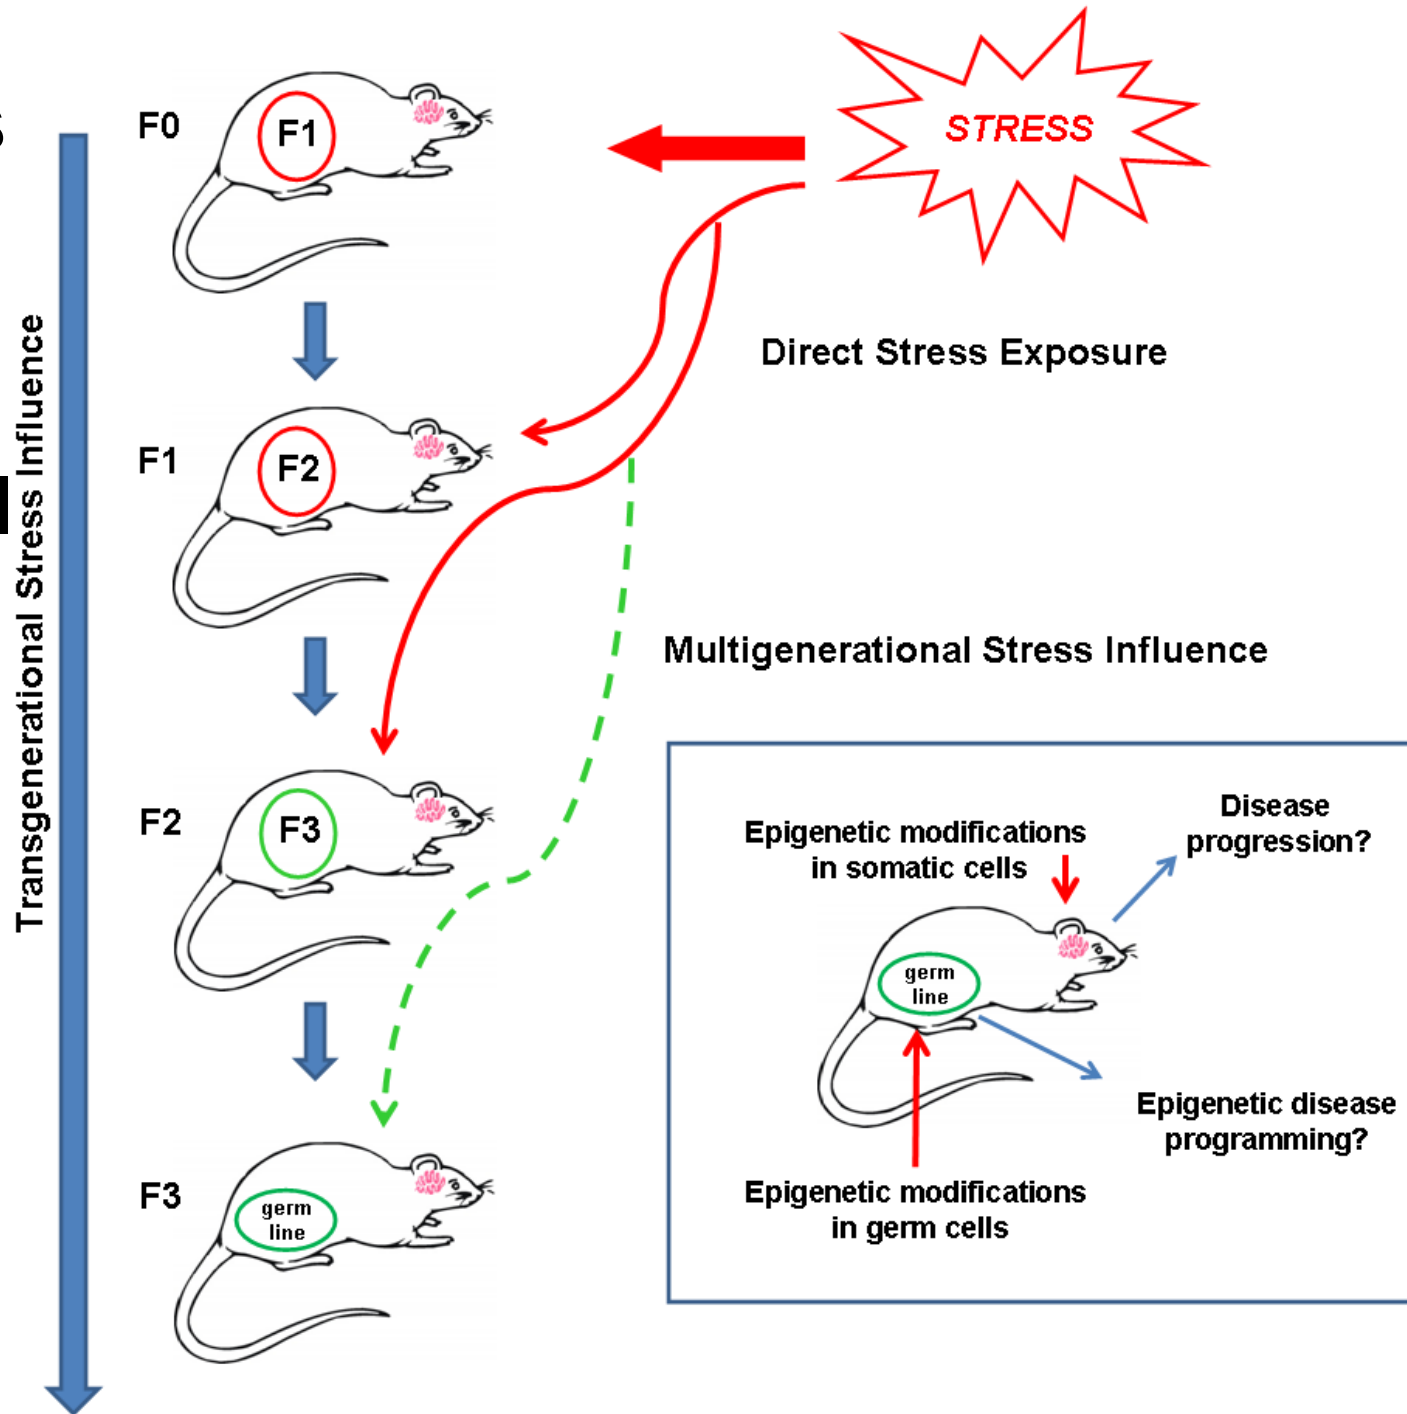 S
F0
F1
STRESS
Direct Stress Exposure
F1
F2
Transgenerational Stress Influence
Multigenerational Stress Influence
F2
F3
Epigenetic modifications
in somatic cells
Disease
progression?
germ
line
Epigenetic disease
programming?
Epigenetic modifications
in germ cells
F3
germ
line